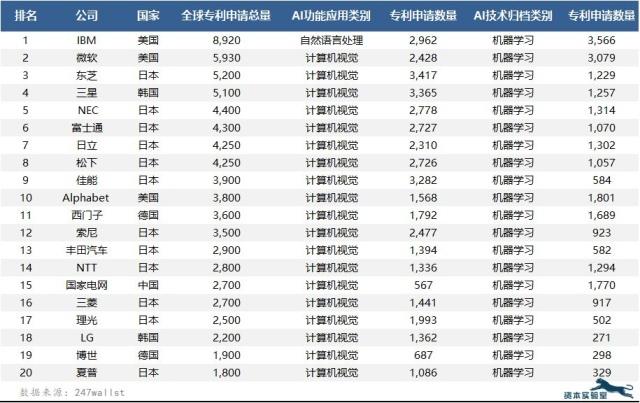 排名 公司 国家 全球专利申请总量 AI功能应用类别 专利申请数量 AI技术归档类别 专利申请数量
1 IBM 美国 8,920 自然语言处理 2,962 机器学习 3,566
2 微软 美国 5,930 计算机视觉 2,428 机器学习 3,079
3 东芝 日本 5,200 计算机视觉 3,417 机器学习 1,229
4 三星 韩国 5,100 计算机视觉 3,365 机器学习 1,257
5 NEC 日本 4,400 计算机视觉 2,778 机器学习 1,314
6 富士通 日本 4,300 计算机视觉 2,727 机器学习 1,070
7 日立 日本 4,250 计算机视觉 2,310 机器学习 1,302
8 松下 日本 4,250 计算机视觉 2,726 机器学习 1,057
9 佳能 日本 3,900 计算机视觉 3,282 机器学习 584
10 Alphabet 美国 3,800 计算机视觉 1,568 机器学习 1,801
11 西门子 德国 3,600 计算机视觉 1,792 机器学习 1,689
12 索尼 日本 3,500 计算机视觉 2,477 机器学习 923
13 丰田汽车 日本 2,900 计算机视觉 1,394 机器学习 582
14 NTT 日本 2,800 计算机视觉 1,336 机器学习 1,294
15 国家电网 中国 2,700 计算机视觉 567 机器学习 1,770
16 三菱 日本 2,700 计算机视觉 1,441 机器学习 917
17 理光 日本 2,500 计算机视觉 1,993 机器学习 502
18 LG 韩国 2,200 计算机视觉 1,362 机器学习 271
19 博世 德国 1,900 计算机视觉 687 机器学习 298
20 夏普 日本 1,800 计算机视觉 1,086 机器学习 329
数据来源：247wallst
资本实验室